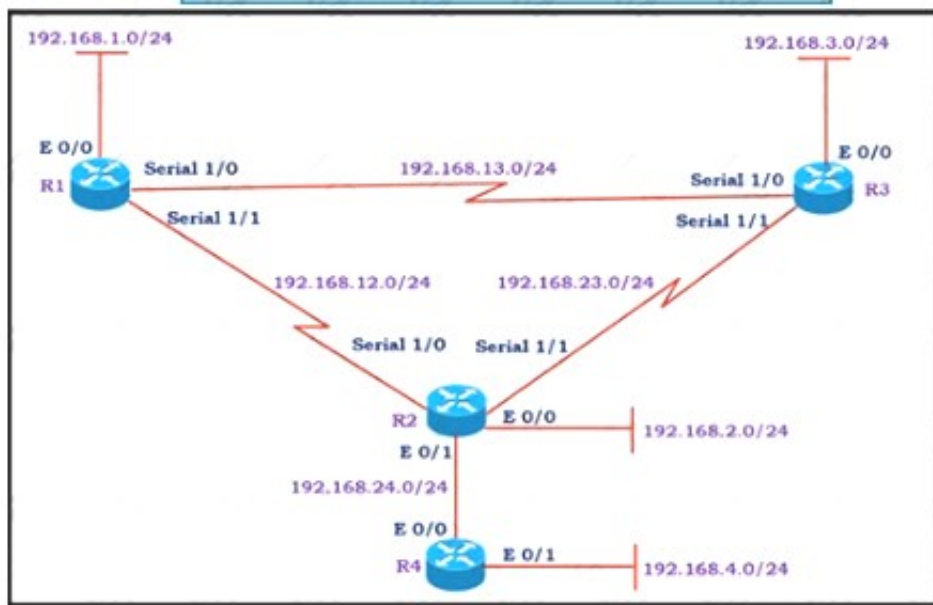 192.168.1.0/24
192.168.3.0/24
E 0/0
E 0/0
Serial 1/0
192.168.13.0/24
Serial 1/0
R1
R3
Serial 1/1
Serial 1/1
192.168.12.0/24
192.168.23.0/24
Serial 1/0
Serial 1/1
R2
E 0/0
192.168.2.0/24
E 0/1
192.168.24.0/24
E 0/0
E 0/1
R4
192.168.4.0/24